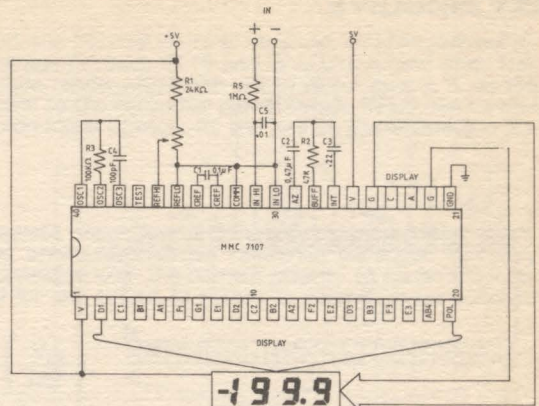 IN
+5V
+ -
5V
R1
24KΩ
R5
1MΩ
C5
.01
R3
100KΩ
C4
100pF
C1
0,1µF
C2
0,47µF
R2
47K
C3
.22
DISPLAY
OSC1 OSC2 OSC3 TEST REFHI REFLO CREF CREF COMM IN HI IN LO AZ BUFF INT V G C A G GND
40 30 21
MMC 7107
1 10 20
V D1 C1 B1 A1 F1 G1 E1 D2 C2 B2 A2 F2 E2 D3 B3 F3 E3 AB4 POL
DISPLAY
-199.9